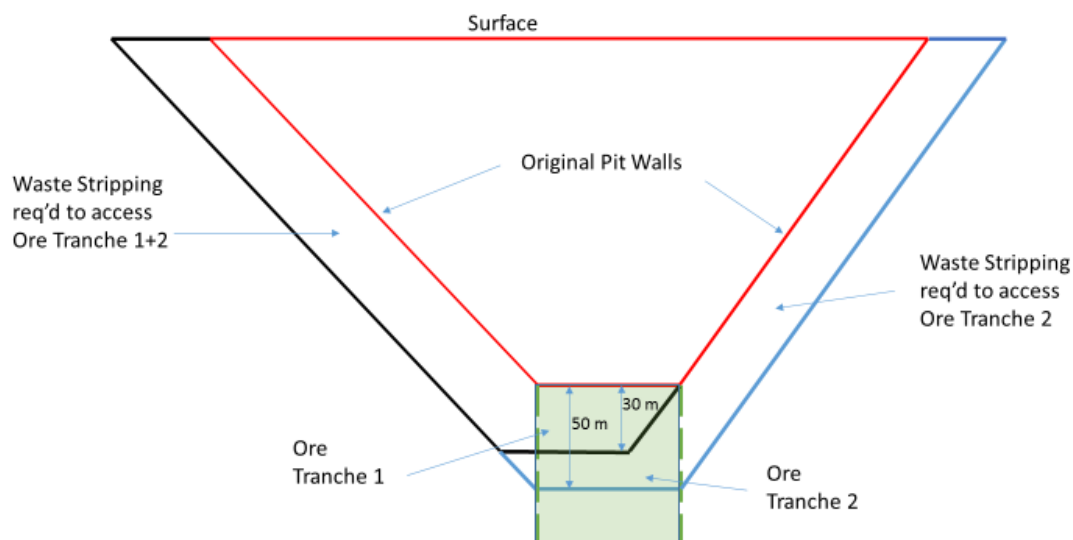 Surface
Original Pit Walls
Waste Stripping
req'd to access
Ore Tranche 1+2
Waste Stripping
req'd to access
Ore Tranche 2
30 m
50 m
Ore
Tranche 1
Ore
Tranche 2